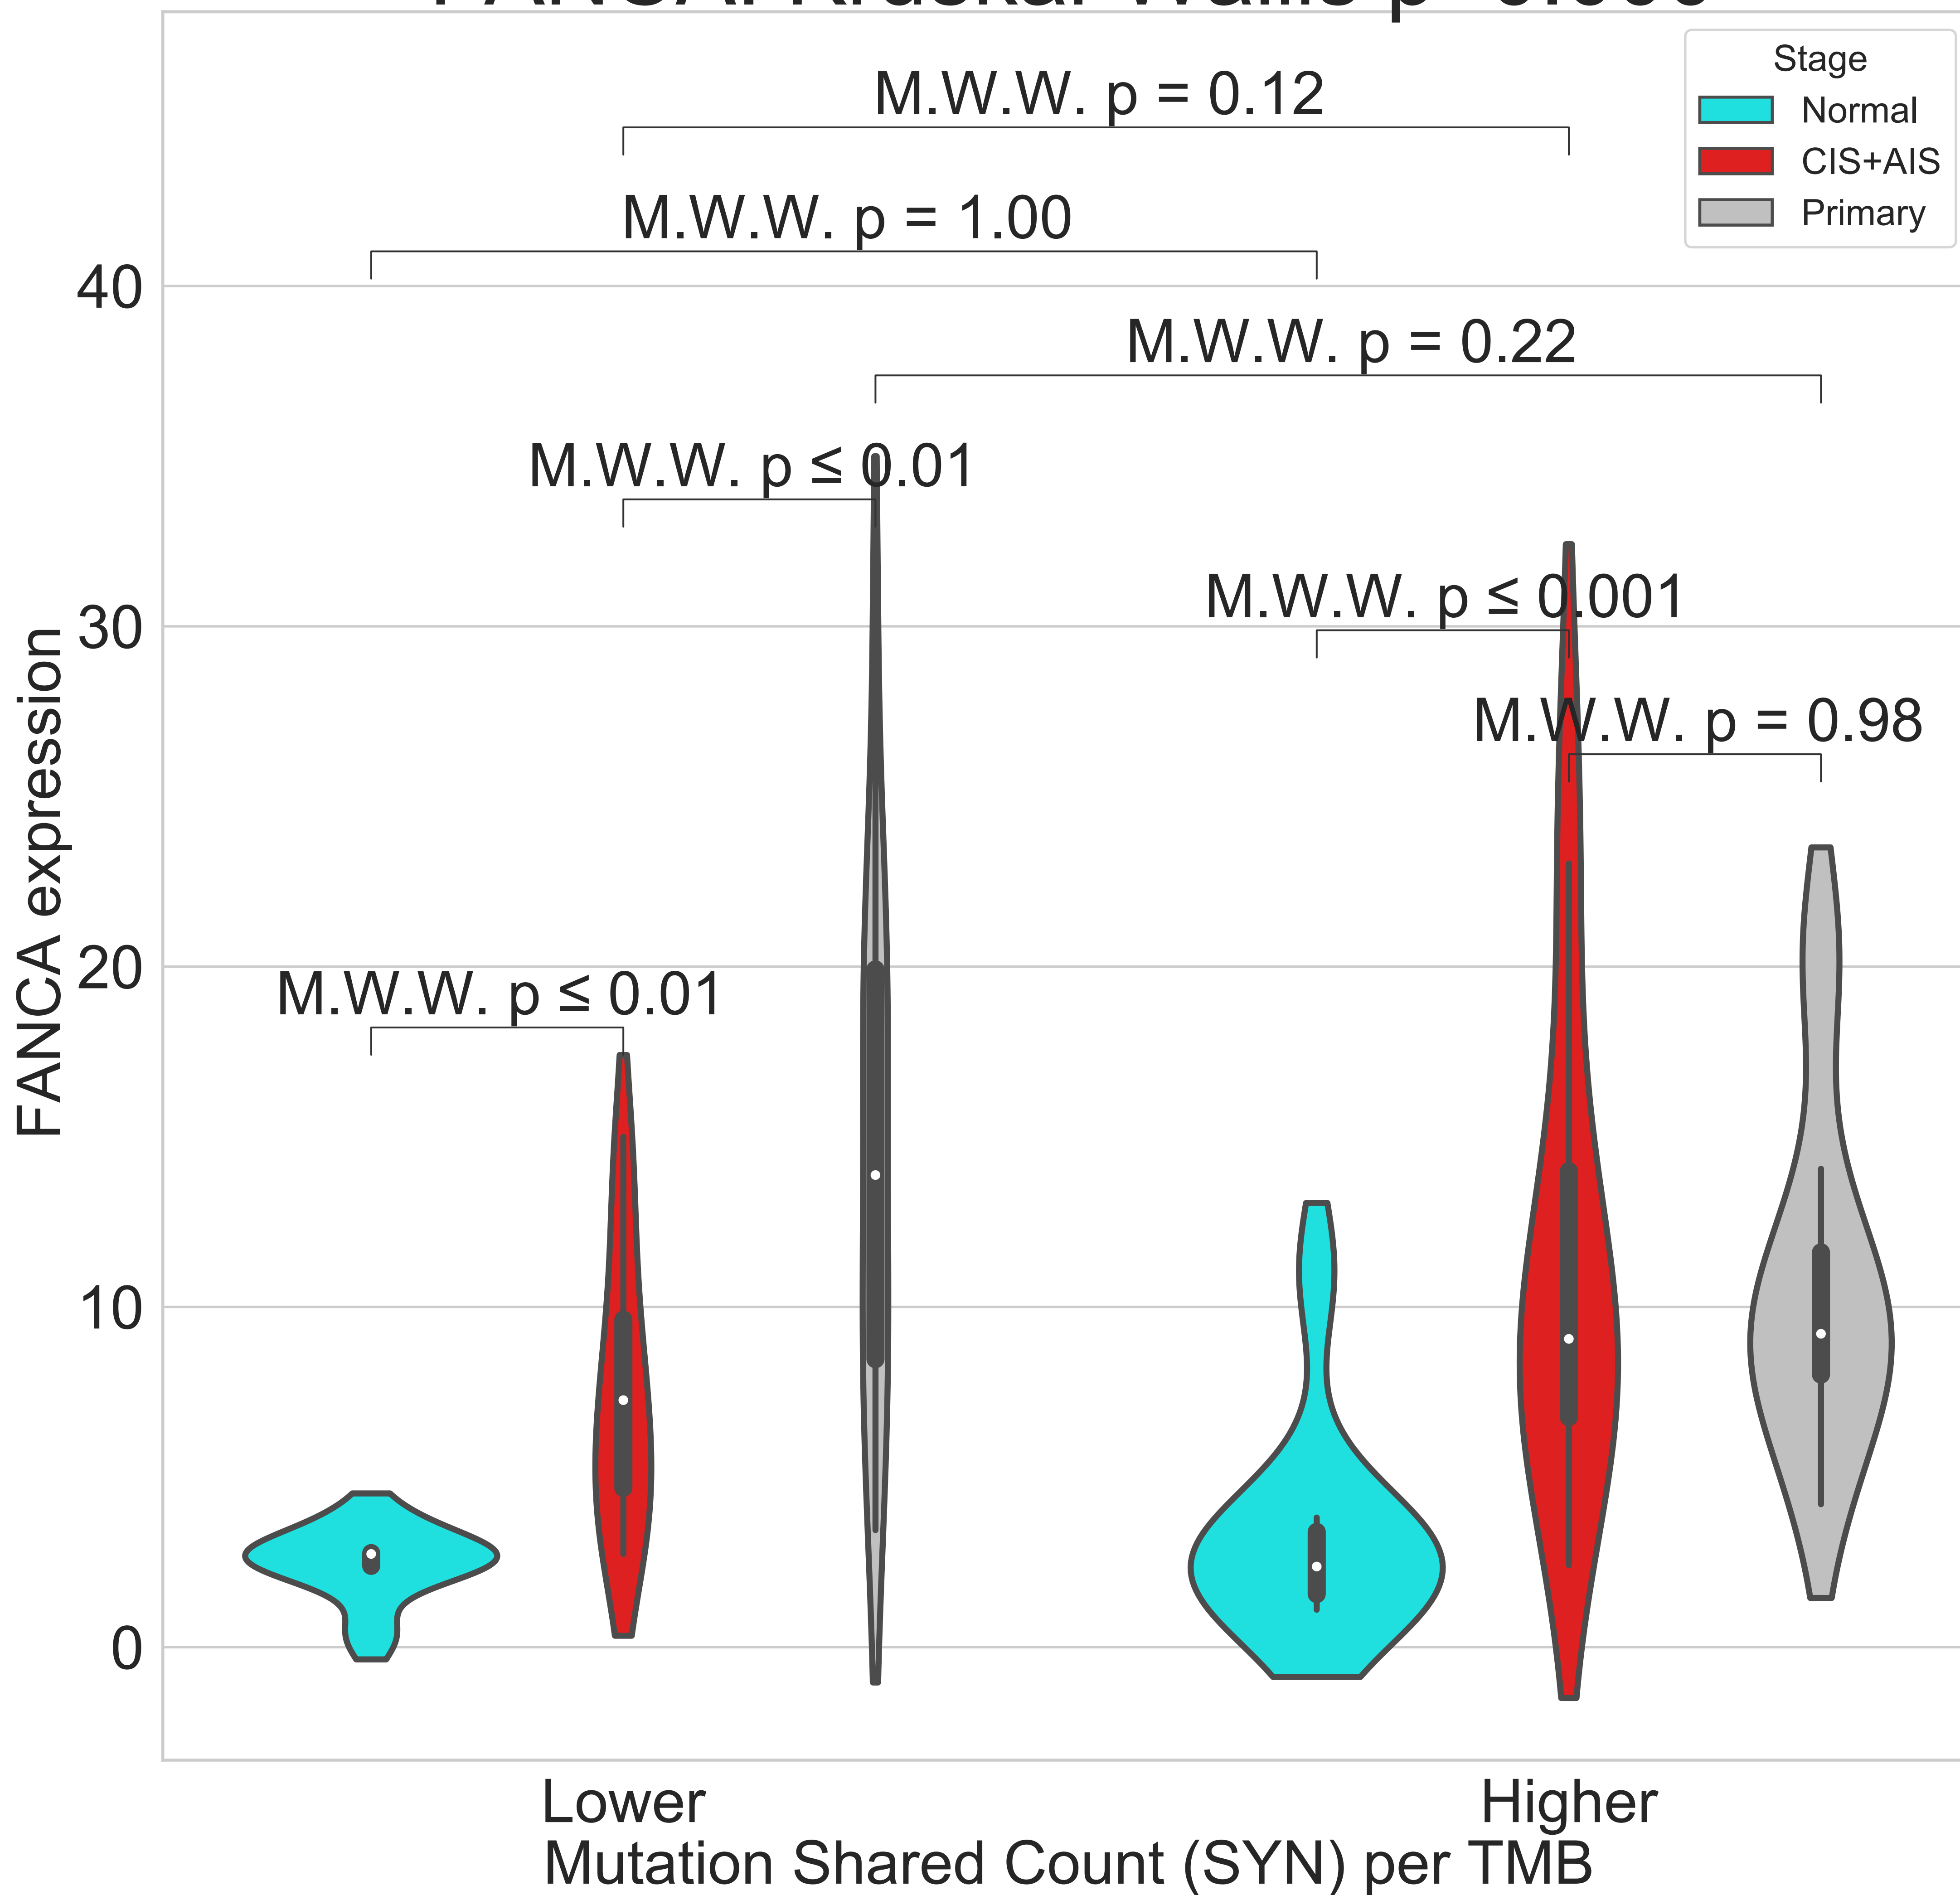 Stage
Normal
CIS+AIS
Primary
M.W.W. p = 0.12
M.W.W. p = 1.00
40
M.W.W. p = 0.22
M.W.W. p ≤ 0.01
M.W.W. p ≤ 0.001
30
M.W.W. p = 0.98
FANCA expression
20
M.W.W. p ≤ 0.01
10
0
Lower
Higher
Mutation Shared Count (SYN) per TMB